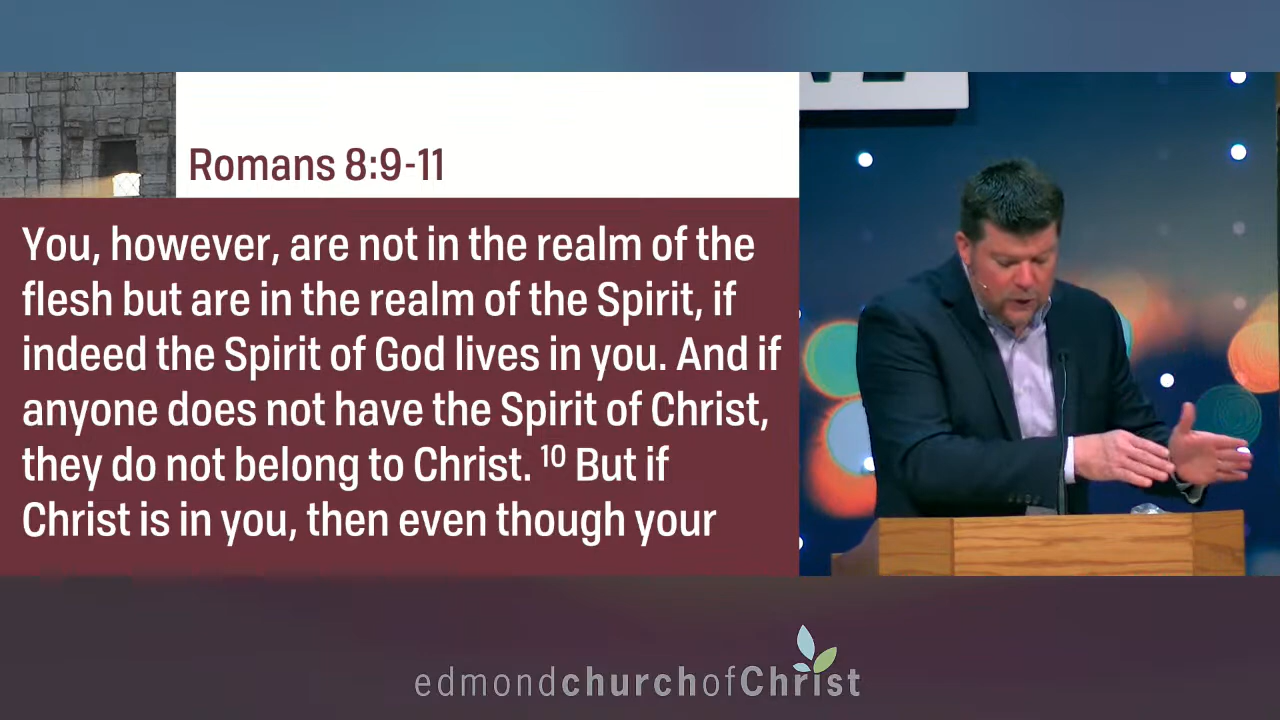 Romans 8:9-11
You, however, are not in the realm of the
flesh but are in the realm of the Spirit, if
indeed the Spirit of God lives in you. And if
anyone does not have the Spirit of Christ,
they do not belong to Christ. ¹⁰ But if
Christ is in you, then even though your
edmondchurchofChrist